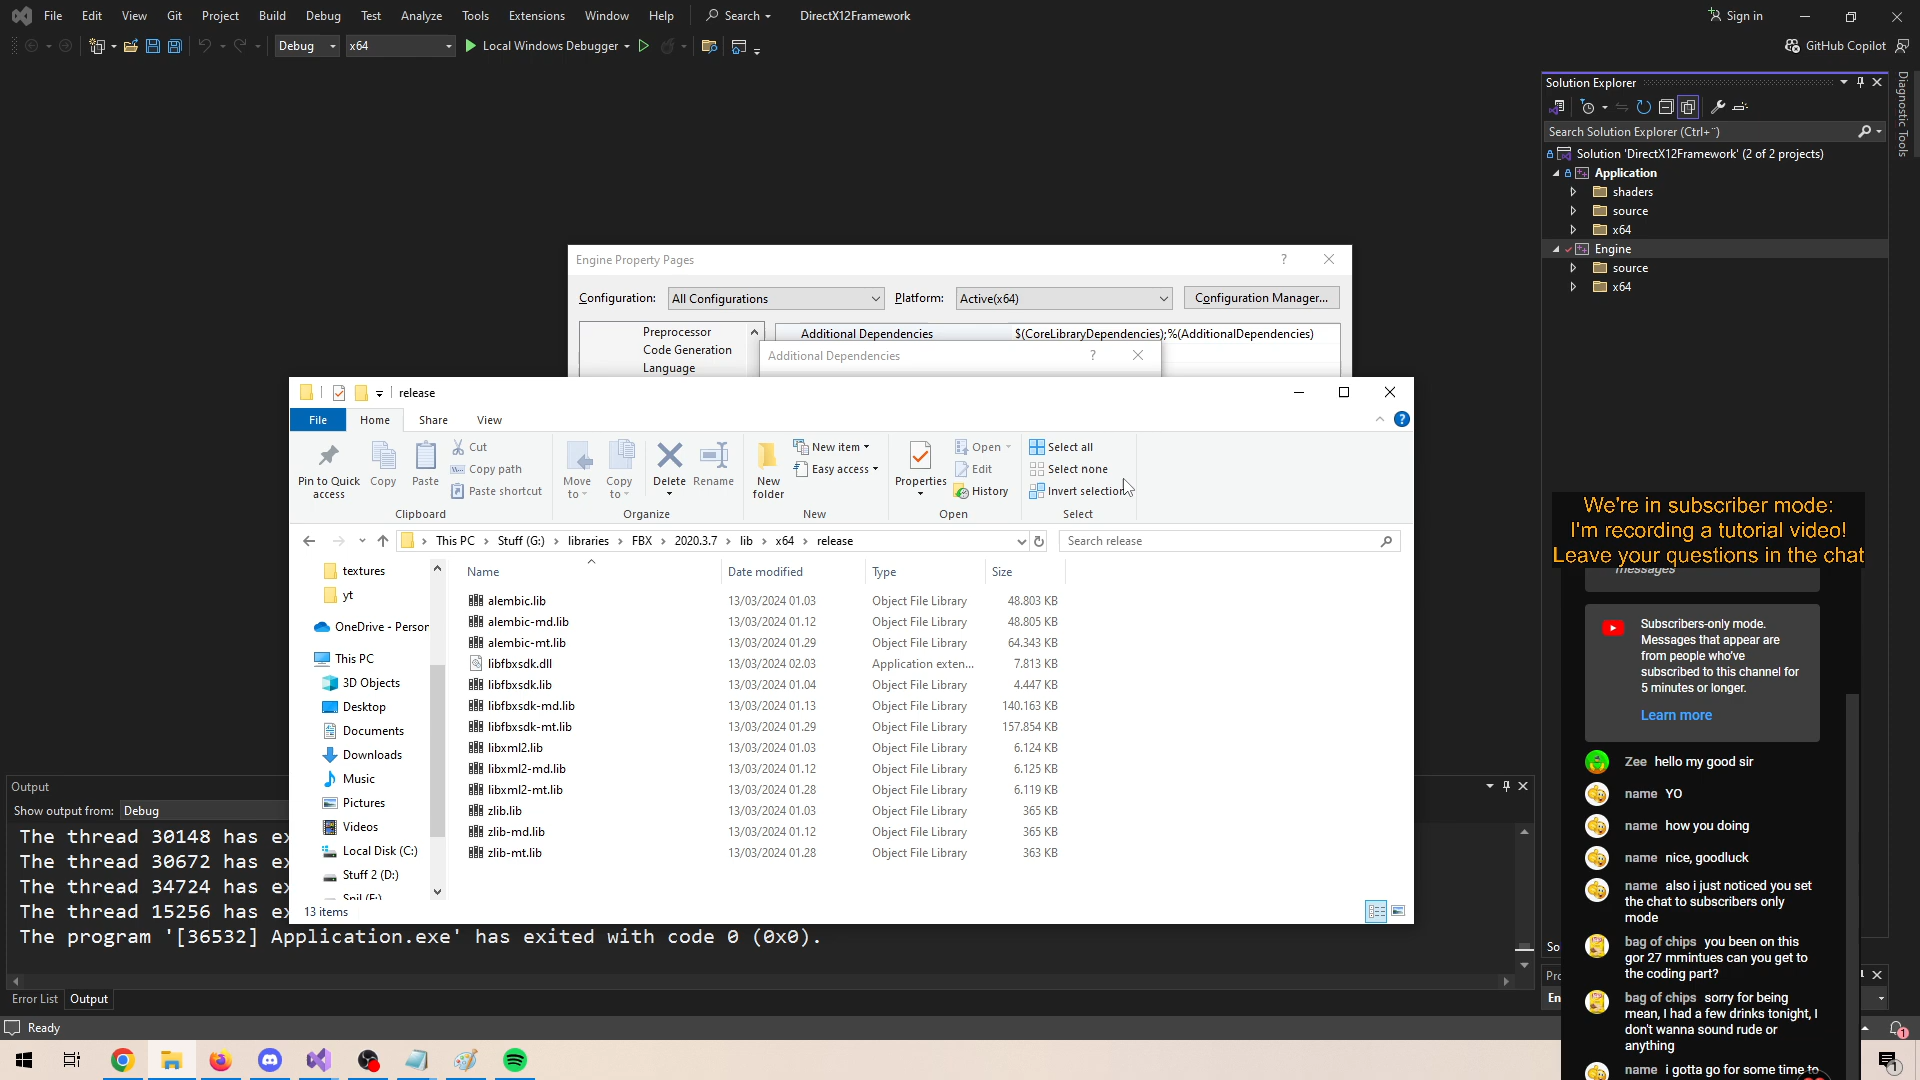 File Edit View Git Project Build Debug Test Analyze Tools Extensions Window Help Search DirectX12Framework Sign in
Debug x64 Local Windows Debugger GitHub Copilot
Solution Explorer
Search Solution Explorer (Ctrl+¨)
Solution 'DirectX12Framework' (2 of 2 projects)
Application
shaders
source
x64
Engine
source
x64
Diagnostic Tools
Engine Property Pages
Configuration: All Configurations Platform: Active(x64) Configuration Manager...
Preprocessor
Code Generation
Language
Additional Dependencies $(CoreLibraryDependencies);%(AdditionalDependencies)
Additional Dependencies
release
File Home Share View
Pin to Quick access
Copy
Paste
Cut
Copy path
Paste shortcut
Clipboard
Move to
Copy to
Delete
Rename
Organize
New folder
New item
Easy access
New
Properties
Open
Edit
History
Open
Select all
Select none
Invert selection
Select
This PC Stuff (G:) libraries FBX 2020.3.7 lib x64 release
Search release
textures
yt
OneDrive - Person
This PC
3D Objects
Desktop
Documents
Downloads
Music
Pictures
Videos
Local Disk (C:)
Stuff 2 (D:)
Spil (E:)
Name Date modified Type Size
alembic.lib 13/03/2024 01.03 Object File Library 48.803 KB
alembic-md.lib 13/03/2024 01.12 Object File Library 48.805 KB
alembic-mt.lib 13/03/2024 01.29 Object File Library 64.343 KB
libfbxsdk.dll 13/03/2024 02.03 Application exten... 7.813 KB
libfbxsdk.lib 13/03/2024 01.04 Object File Library 4.447 KB
libfbxsdk-md.lib 13/03/2024 01.13 Object File Library 140.163 KB
libfbxsdk-mt.lib 13/03/2024 01.29 Object File Library 157.854 KB
libxml2.lib 13/03/2024 01.03 Object File Library 6.124 KB
libxml2-md.lib 13/03/2024 01.12 Object File Library 6.125 KB
libxml2-mt.lib 13/03/2024 01.28 Object File Library 6.119 KB
zlib.lib 13/03/2024 01.03 Object File Library 365 KB
zlib-md.lib 13/03/2024 01.12 Object File Library 365 KB
zlib-mt.lib 13/03/2024 01.28 Object File Library 363 KB
13 items
Output
Show output from: Debug
The thread 30148 has ex
The thread 30672 has ex
The thread 34724 has ex
The thread 15256 has ex
The program '[36532] Application.exe' has exited with code 0 (0x0).
Error List Output
Ready
We're in subscriber mode:
I'm recording a tutorial video!
Leave your questions in the chat
messages
Subscribers-only mode.
Messages that appear are
from people who've
subscribed to this channel for
5 minutes or longer.
Learn more
Zee hello my good sir
name YO
name how you doing
name nice, goodluck
name also i just noticed you set
the chat to subscribers only
mode
bag of chips you been on this
gor 27 mmintues can you get to
the coding part?
bag of chips sorry for being
mean, I had a few drinks tonight, I
don't wanna sound rude or
anything
name i gotta go for some time to
So
Pro
En
1
1